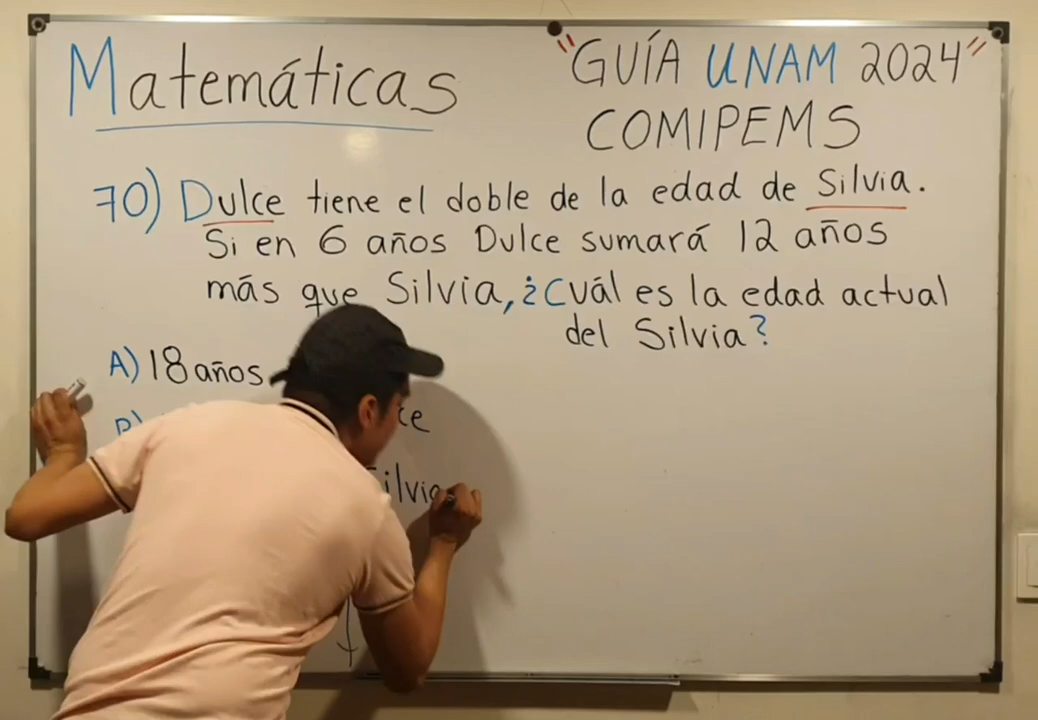 Matemáticas
"GUÍA UNAM 2024"
COMIPEMS
70) Dulce tiene el doble de la edad de Silvia.
Si en 6 años Dulce sumará 12 años
más que Silvia, ¿Cuál es la edad actual
del Silvia?
A) 18 años
B)
Silvia